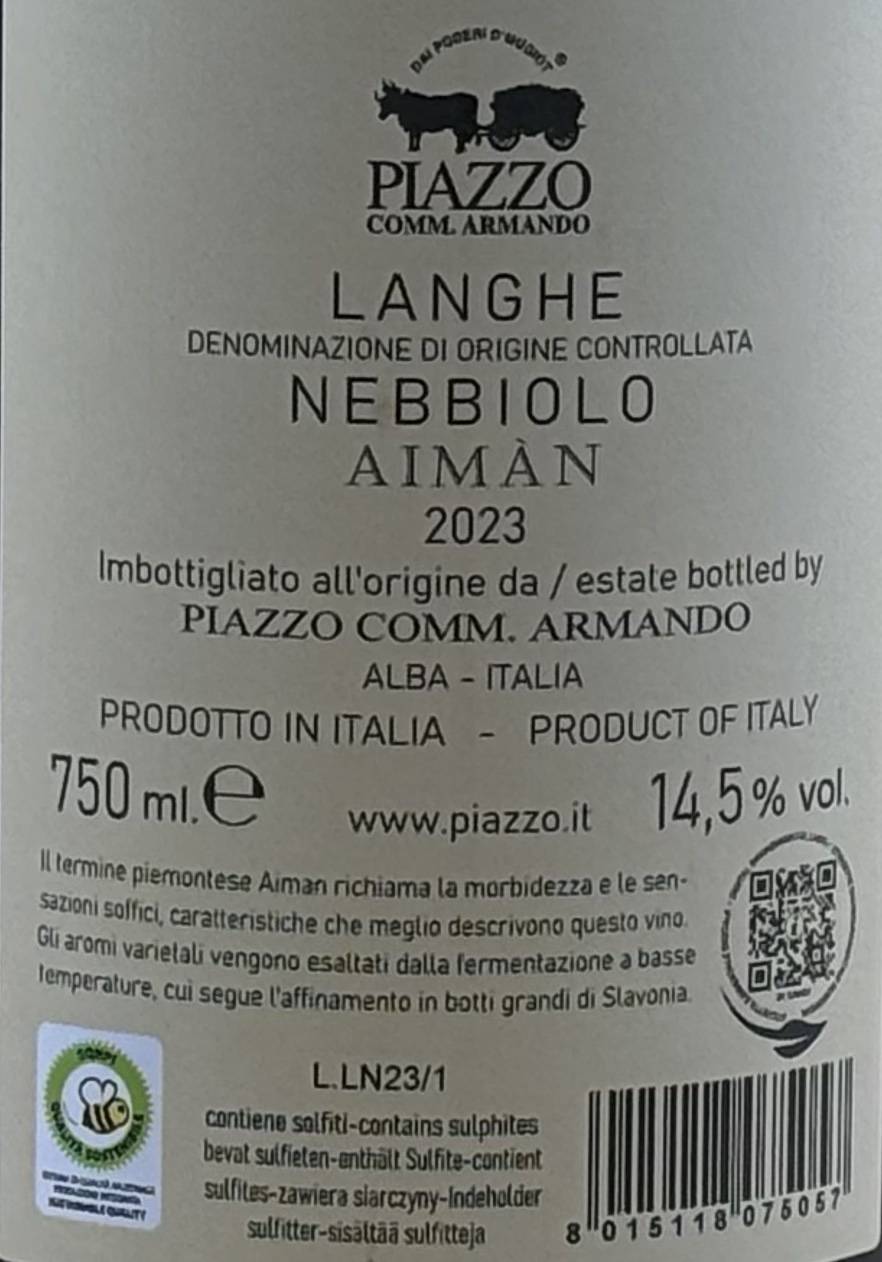 DAI PODERI D'MUGIOT®
PIAZZO
COMM. ARMANDO
LANGHE
DENOMINAZIONE DI ORIGINE CONTROLLATA
NEBBIOLO
AIMÀN
2023
Imbottigliato all'origine da / estate bottled by
PIAZZO COMM. ARMANDO
ALBA - ITALIA
PRODOTTO IN ITALIA - PRODUCT OF ITALY
750 ml. e
www.piazzo.it
14,5% vol.
Il termine piemontese Aiman richiama la morbidezza e le sen-
sazioni soffici, caratteristiche che meglio descrivono questo vino.
Gli aromi varietali vengono esaltati dalla fermentazione a basse
temperature, cui segue l'affinamento in botti grandi di Slavonia.
SQNPI
QUALITÀ SOSTENIBILE
SUSTAINABLE QUALITY
L.LN23/1
contiene solfiti-contains sulphites
bevat sulfieten-enthält Sulfite-contient
sulfites-zawiera siarczyny-Indeholder
sulfitter-sisältää sulfitteja
8 015118 075057